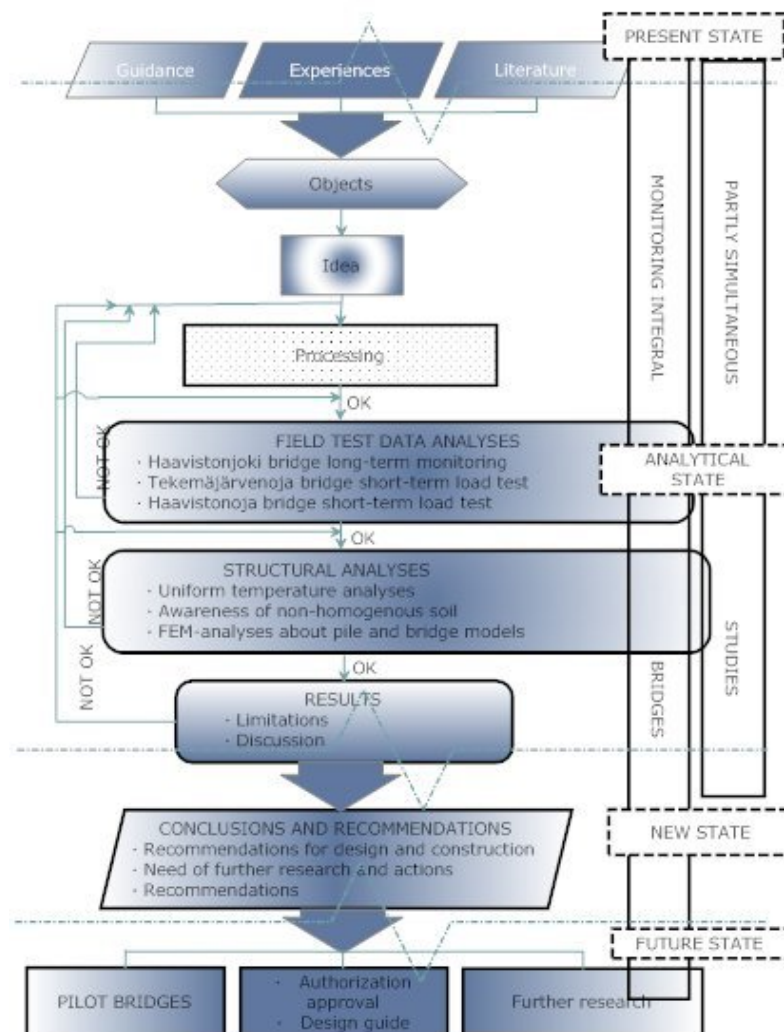 PRESENT STATE
Guidance
Experiences
Literature
Objects
Idea
Processing
OK
FIELD TEST DATA ANALYSES
· Haavistonjoki bridge long-term monitoring
· Tekemäjärvenoja bridge short-term load test
· Haavistonoja bridge short-term load test
NOT OK
OK
STRUCTURAL ANALYSES
· Uniform temperature analyses
· Awareness of non-homogenous soil
· FEM-analyses about pile and bridge models
NOT OK
OK
RESULTS
· Limitations
· Discussion
NOT OK
CONCLUSIONS AND RECOMMENDATIONS
· Recommendations for design and construction
· Need of further research and actions
· Recommendations
PILOT BRIDGES
· Authorization
approval
· Design guide
Further research
MONITORING INTEGRAL
BRIDGES
PARTLY SIMULTANEOUS
STUDIES
ANALYTICAL
STATE
NEW STATE
FUTURE STATE